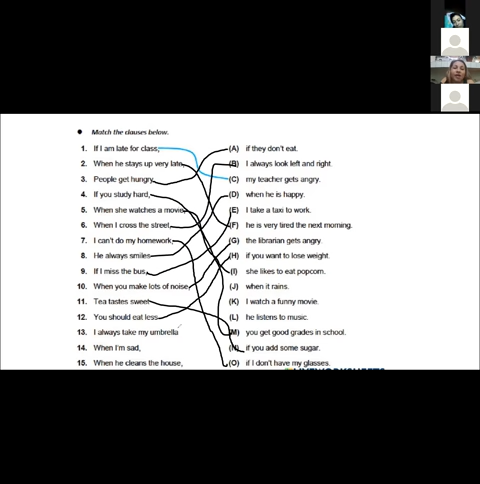 ● Match the clauses below.
1. If I am late for class, (A) if they don't eat.
2. When he stays up very late, (B) I always look left and right.
3. People get hungry (C) my teacher gets angry.
4. If you study hard, (D) when he is happy.
5. When she watches a movie, (E) I take a taxi to work.
6. When I cross the street, (F) he is very tired the next morning.
7. I can't do my homework (G) the librarian gets angry.
8. He always smiles (H) if you want to lose weight.
9. If I miss the bus, (I) she likes to eat popcorn.
10. When you make lots of noise, (J) when it rains.
11. Tea tastes sweet (K) I watch a funny movie.
12. You should eat less (L) he listens to music.
13. I always take my umbrella (M) you get good grades in school.
14. When I'm sad, (N) if you add some sugar.
15. When he cleans the house, (O) if I don't have my glasses.
LIVEWORKSHEETS